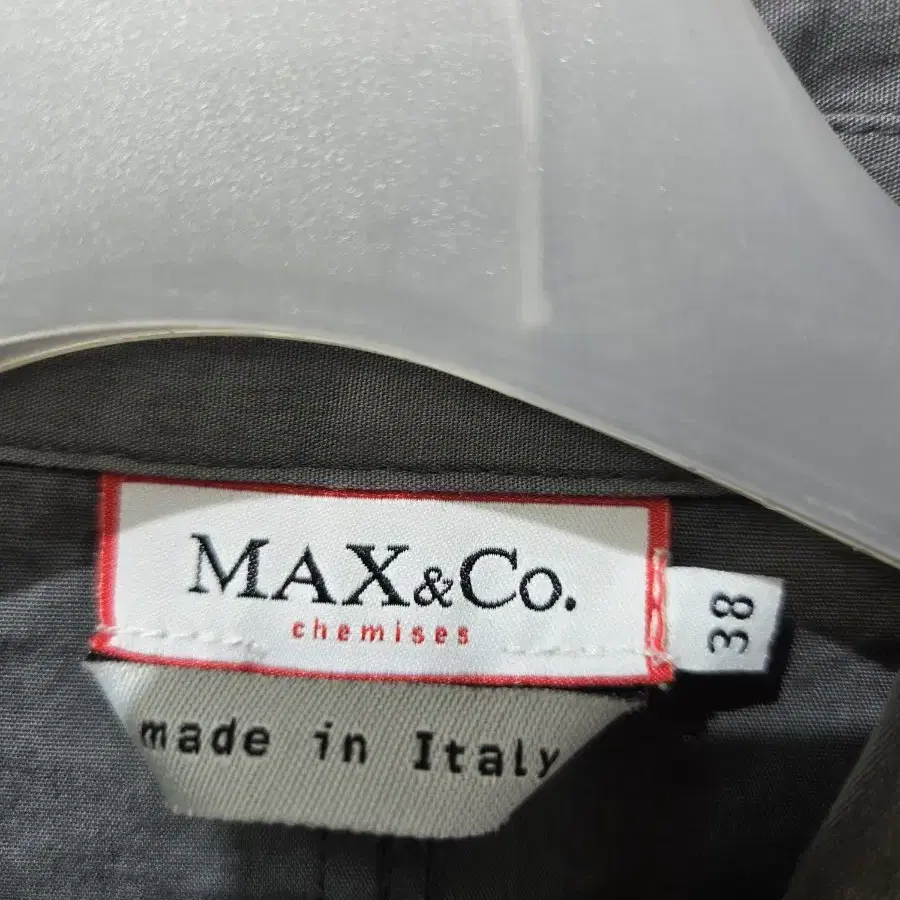 MAX&Co.
chemises
38
made in Italy